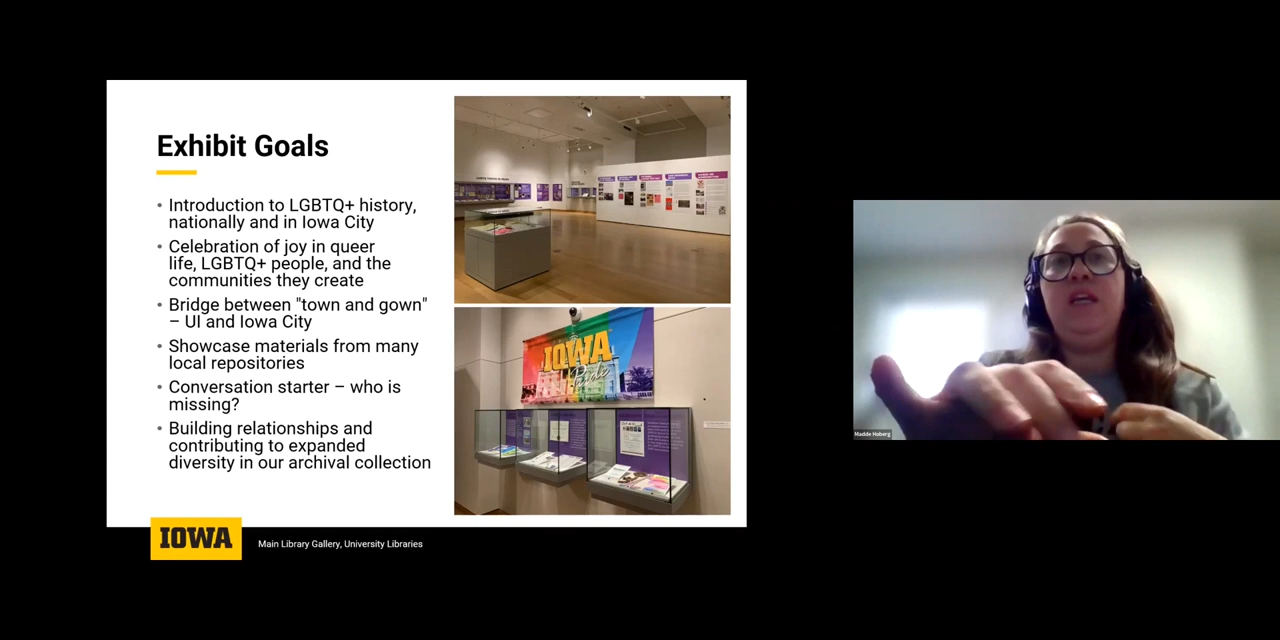 Exhibit Goals
• Introduction to LGBTQ+ history,
nationally and in Iowa City
• Celebration of joy in queer
life, LGBTQ+ people, and the
communities they create
• Bridge between "town and gown"
– UI and Iowa City
• Showcase materials from many
local repositories
• Conversation starter – who is
missing?
• Building relationships and
contributing to expanded
diversity in our archival collection
IOWA
Pride
IOWA
Main Library Gallery, University Libraries
Madde Hoberg